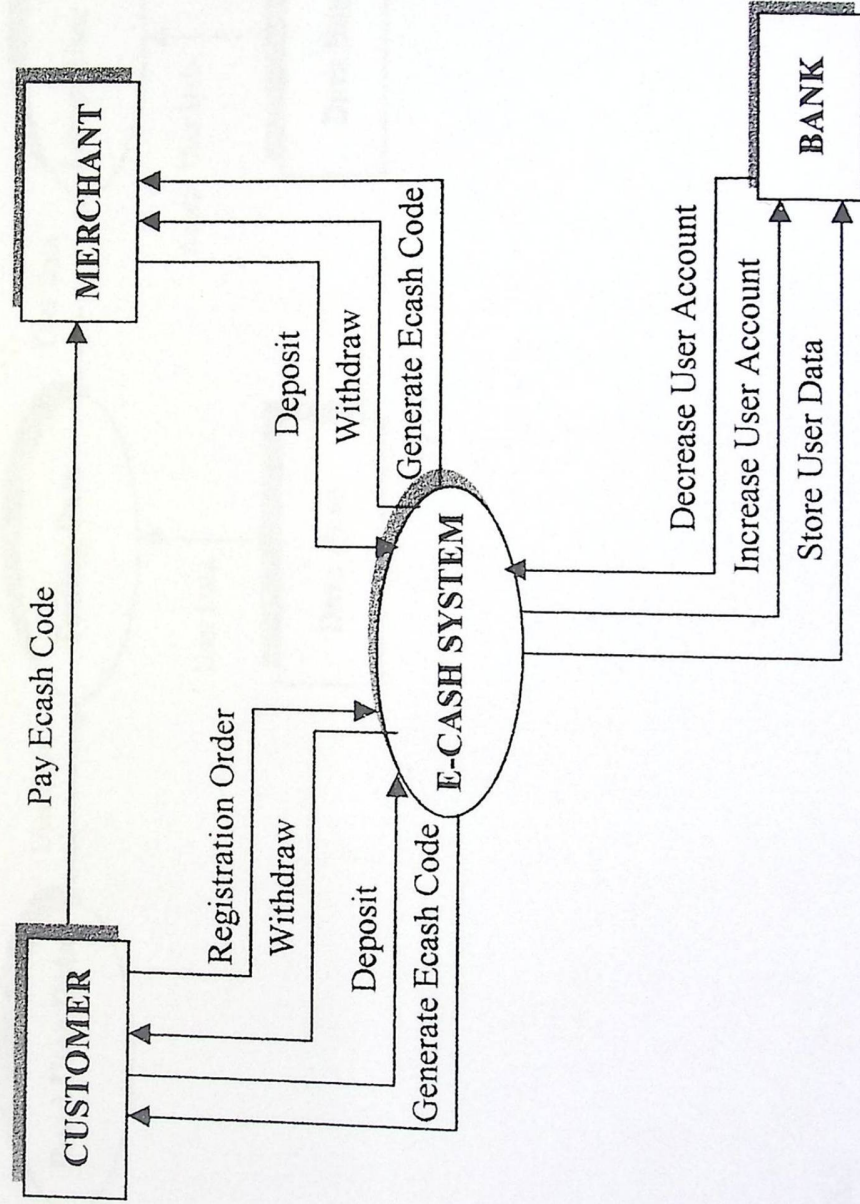 CUSTOMER
Pay Ecash Code
MERCHANT
Registration Order
Withdraw
Deposit
Generate Ecash Code
Deposit
Withdraw
Generate Ecash Code
E-CASH SYSTEM
Decrease User Account
Increase User Account
Store User Data
BANK